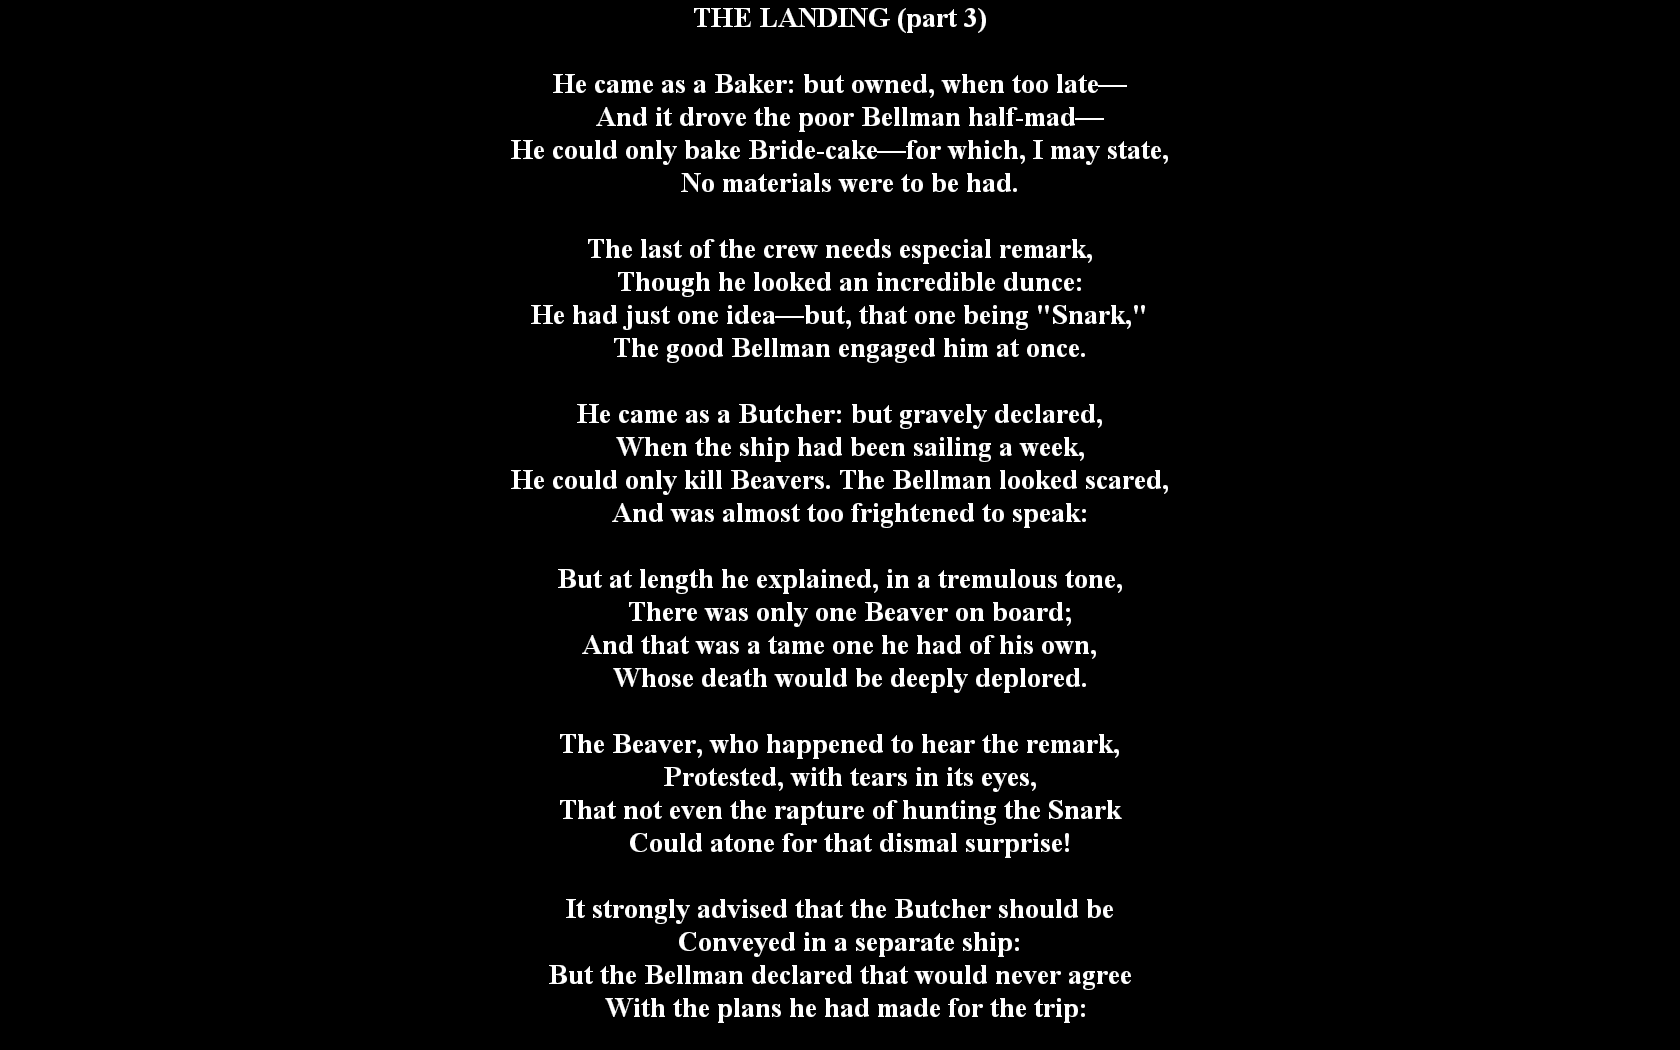 THE LANDING (part 3)
He came as a Baker: but owned, when too late—
And it drove the poor Bellman half-mad—
He could only bake Bride-cake—for which, I may state,
No materials were to be had.
The last of the crew needs especial remark,
Though he looked an incredible dunce:
He had just one idea—but, that one being "Snark,"
The good Bellman engaged him at once.
He came as a Butcher: but gravely declared,
When the ship had been sailing a week,
He could only kill Beavers. The Bellman looked scared,
And was almost too frightened to speak:
But at length he explained, in a tremulous tone,
There was only one Beaver on board;
And that was a tame one he had of his own,
Whose death would be deeply deplored.
The Beaver, who happened to hear the remark,
Protested, with tears in its eyes,
That not even the rapture of hunting the Snark
Could atone for that dismal surprise!
It strongly advised that the Butcher should be
Conveyed in a separate ship:
But the Bellman declared that would never agree
With the plans he had made for the trip: